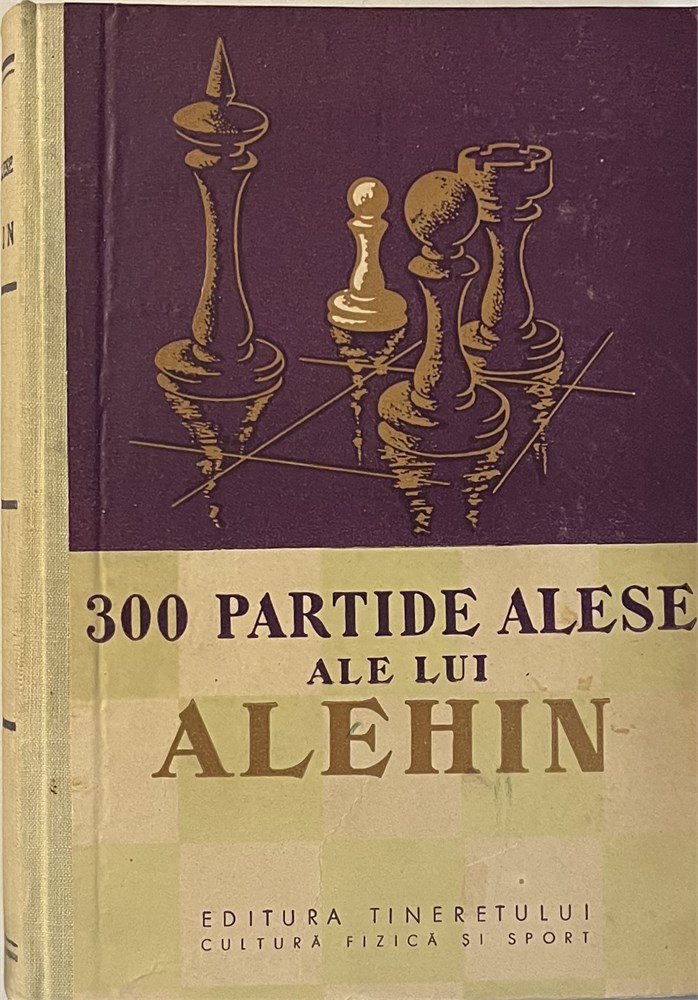 300 PARTIDE ALESE
ALE LUI
ALEHIN
EDITURA TINERETULUI
CULTURĂ FIZICĂ ȘI SPORT